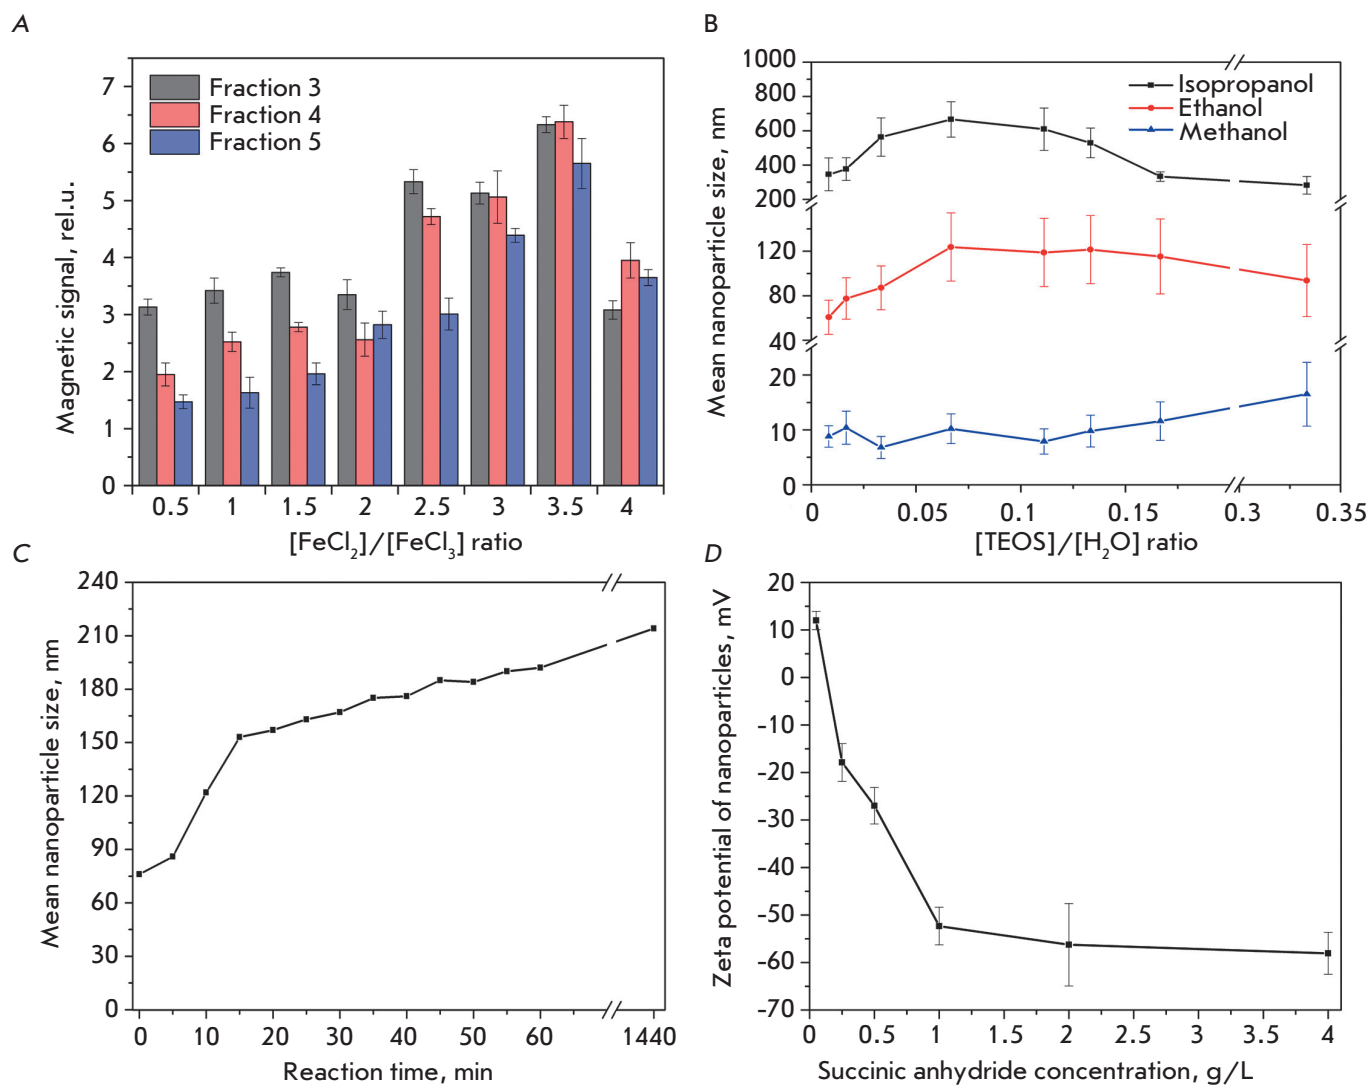 A
Magnetic signal, rel.u.
7
6
5
4
3
2
1
0
Fraction 3
Fraction 4
Fraction 5
0.5 1 1.5 2 2.5 3 3.5 4
[FeCl2]/[FeCl3] ratio
B
Mean nanoparticle size, nm
1000
800
600
400
200
120
80
40
20
10
0
Isopropanol
Ethanol
Methanol
0 0.05 0.1 0.15 0.2 0.3 0.35
[TEOS]/[H2O] ratio
C
Mean nanoparticle size, nm
240
210
180
150
120
90
60
30
0
0 10 20 30 40 50 60 1440
Reaction time, min
D
Zeta potential of nanoparticles, mV
20
10
0
-10
-20
-30
-40
-50
-60
-70
0 0.5 1 1.5 2 2.5 3 3.5 4
Succinic anhydride concentration, g/L